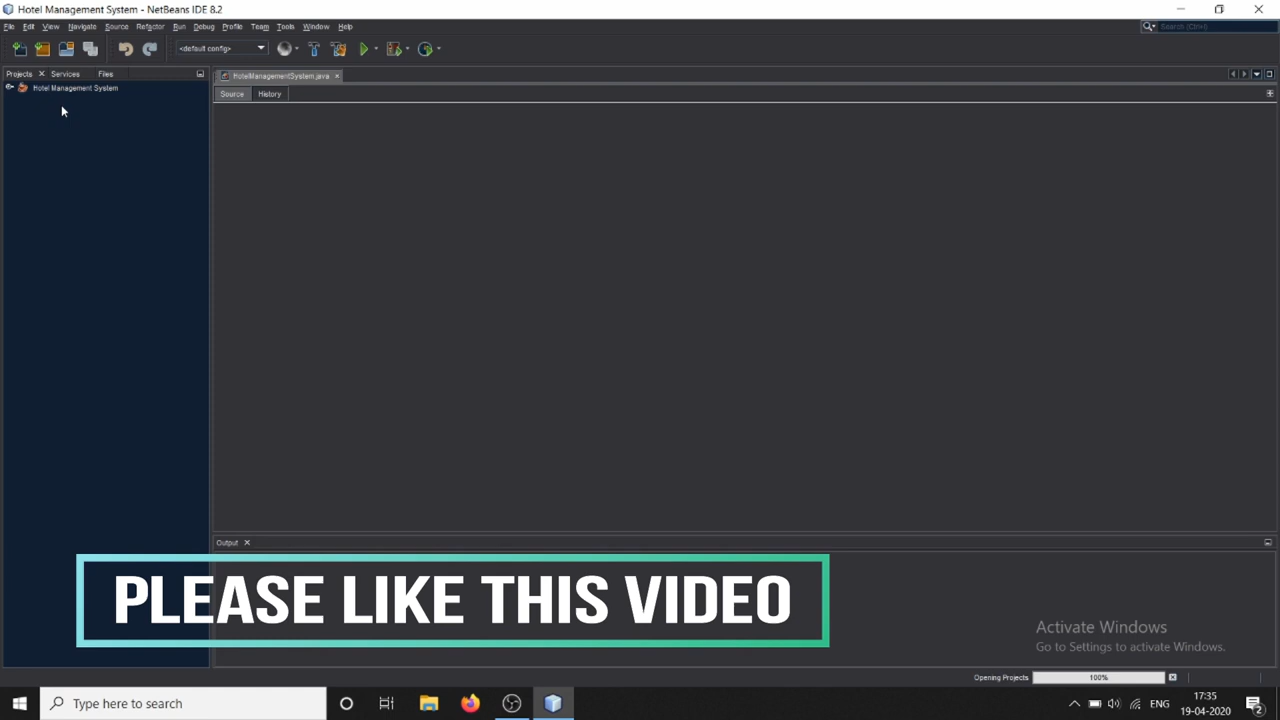 Hotel Management System - NetBeans IDE 8.2
File Edit View Navigate Source Refactor Run Debug Profile Team Tools Window Help
Search (Ctrl+I)
<default config>
Projects Services Files
HotelManagementSystem.java
Hotel Management System
Source History
Output
PLEASE LIKE THIS VIDEO
Activate Windows
Go to Settings to activate Windows.
Opening Projects 100%
Type here to search
ENG
17:35
19-04-2020
2